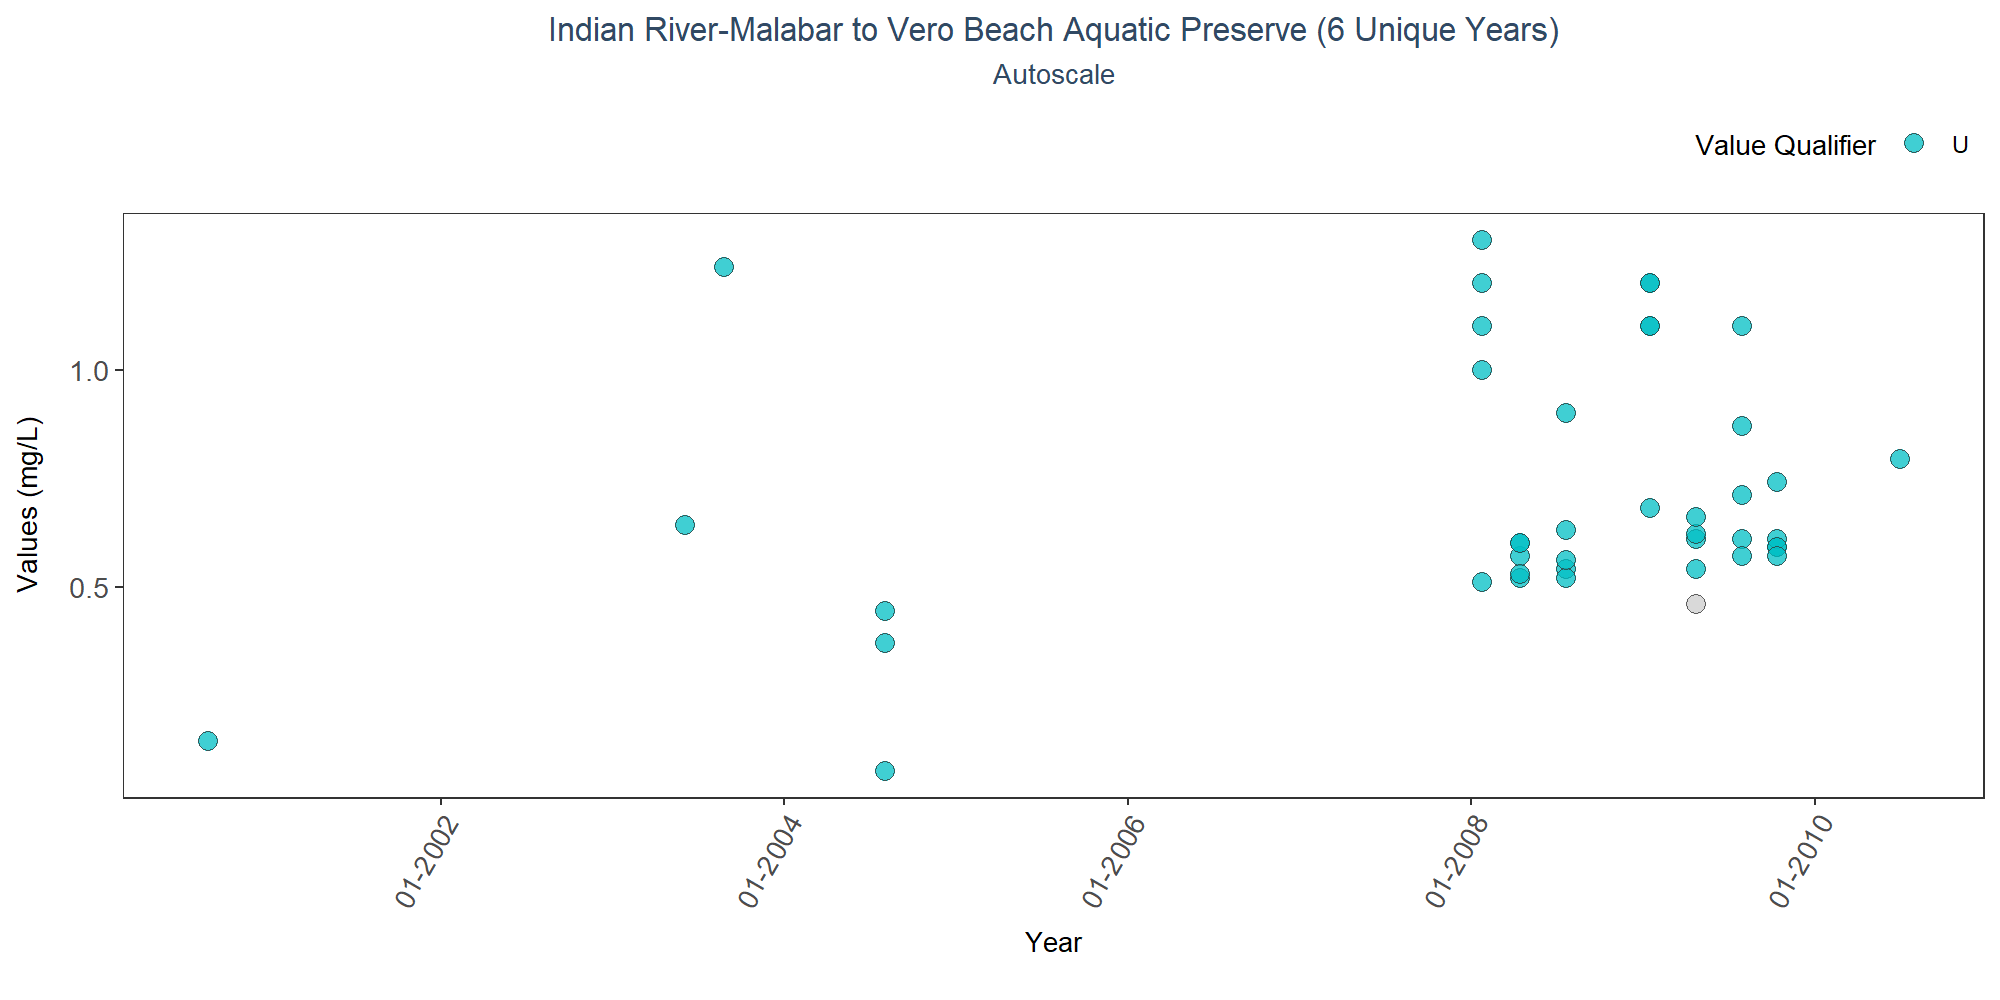 Indian River-Malabar to Vero Beach Aquatic Preserve (6 Unique Years)
Autoscale
Value Qualifier U
Values (mg/L)
1.0
0.5
01-2002
01-2004
01-2006
01-2008
01-2010
Year